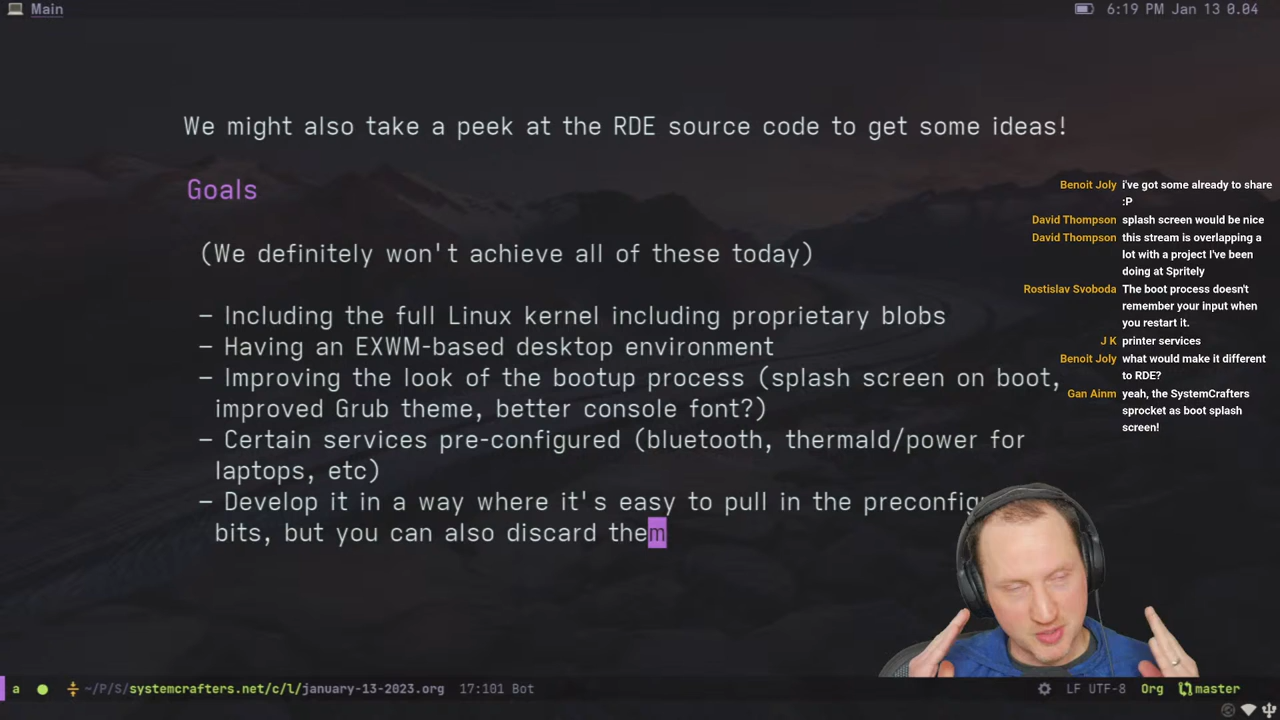 Main
6:19 PM Jan 13 0.04
We might also take a peek at the RDE source code to get some ideas!
Goals
(We definitely won't achieve all of these today)
— Including the full Linux kernel including proprietary blobs
— Having an EXWM-based desktop environment
— Improving the look of the bootup process (splash screen on boot,
improved Grub theme, better console font?)
— Certain services pre-configured (bluetooth, thermald/power for
laptops, etc)
— Develop it in a way where it's easy to pull in the
bits, but you can also discard them
Benoit Joly i've got some already to share
:P
David Thompson splash screen would be nice
David Thompson this stream is overlapping a
lot with a project I've been
doing at Spritely
Rostislav Svoboda The boot process doesn't
remember your input when
you restart it.
J K printer services
Benoit Joly what would make it different
to RDE?
Gan Ainm yeah, the SystemCrafters
sprocket as boot splash
screen!
a ~/P/S/systemcrafters.net/c/l/january-13-2023.org 17:101 Bot
LF UTF-8 Org master